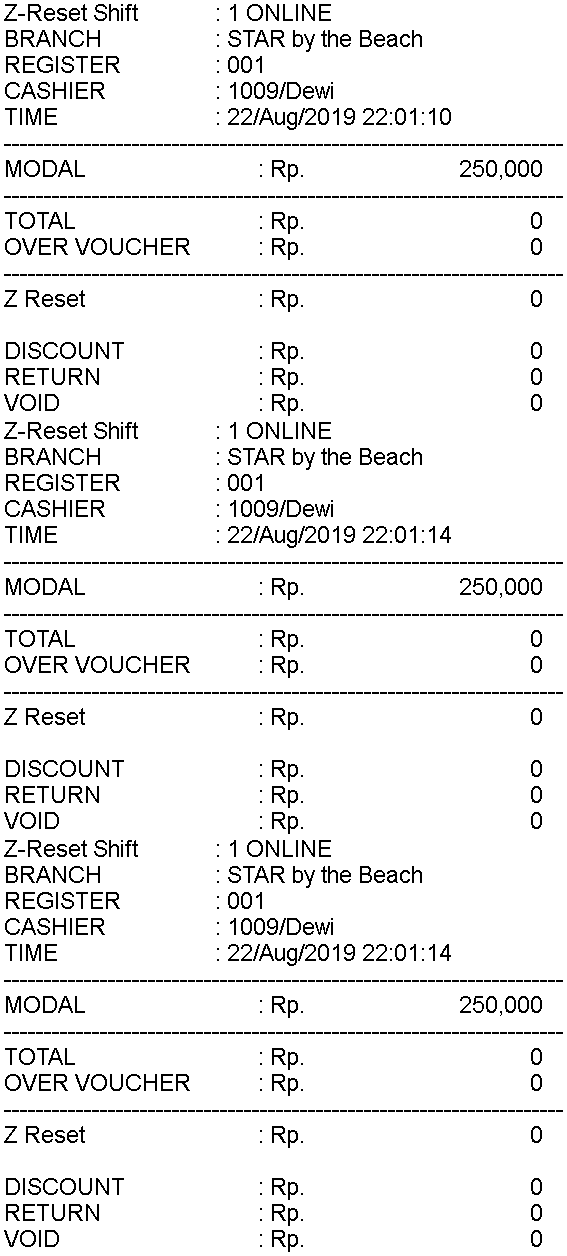 Z-Reset Shift : 1 ONLINE
BRANCH : STAR by the Beach
REGISTER : 001
CASHIER : 1009/Dewi
TIME : 22/Aug/2019 22:01:10
--------------------------------------------------------------------------------
MODAL : Rp. 250,000
--------------------------------------------------------------------------------
TOTAL : Rp. 0
OVER VOUCHER : Rp. 0
--------------------------------------------------------------------------------
Z Reset : Rp. 0
DISCOUNT : Rp. 0
RETURN : Rp. 0
VOID : Rp. 0
Z-Reset Shift : 1 ONLINE
BRANCH : STAR by the Beach
REGISTER : 001
CASHIER : 1009/Dewi
TIME : 22/Aug/2019 22:01:14
--------------------------------------------------------------------------------
MODAL : Rp. 250,000
--------------------------------------------------------------------------------
TOTAL : Rp. 0
OVER VOUCHER : Rp. 0
--------------------------------------------------------------------------------
Z Reset : Rp. 0
DISCOUNT : Rp. 0
RETURN : Rp. 0
VOID : Rp. 0
Z-Reset Shift : 1 ONLINE
BRANCH : STAR by the Beach
REGISTER : 001
CASHIER : 1009/Dewi
TIME : 22/Aug/2019 22:01:14
--------------------------------------------------------------------------------
MODAL : Rp. 250,000
--------------------------------------------------------------------------------
TOTAL : Rp. 0
OVER VOUCHER : Rp. 0
--------------------------------------------------------------------------------
Z Reset : Rp. 0
DISCOUNT : Rp. 0
RETURN : Rp. 0
VOID : Rp. 0